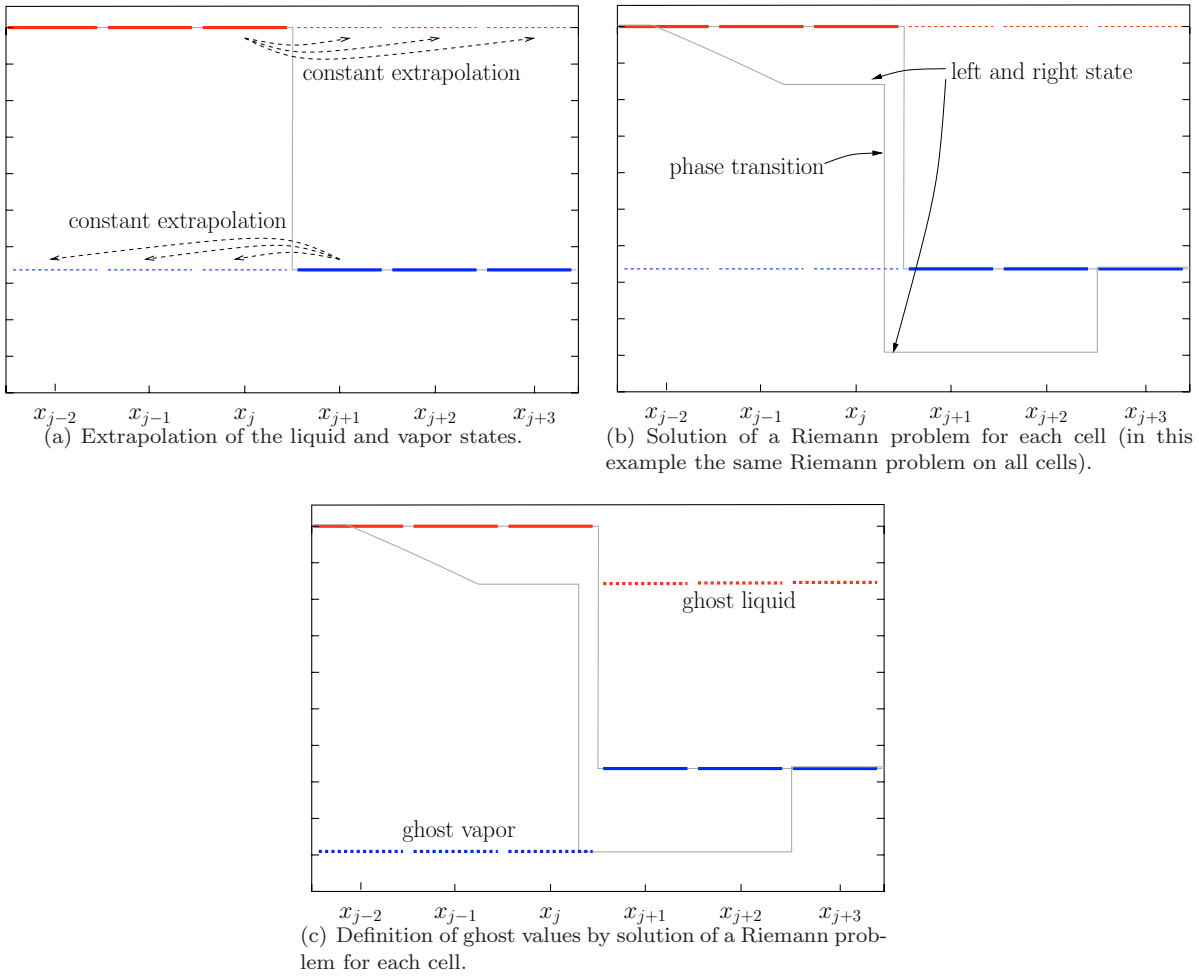 constant extrapolation
constant extrapolation
x_{j-2} x_{j-1} x_j x_{j+1} x_{j+2} x_{j+3}
(a) Extrapolation of the liquid and vapor states.
left and right state
phase transition
x_{j-2} x_{j-1} x_j x_{j+1} x_{j+2} x_{j+3}
(b) Solution of a Riemann problem for each cell (in this
example the same Riemann problem on all cells).
ghost liquid
ghost vapor
x_{j-2} x_{j-1} x_j x_{j+1} x_{j+2} x_{j+3}
(c) Definition of ghost values by solution of a Riemann prob-
lem for each cell.